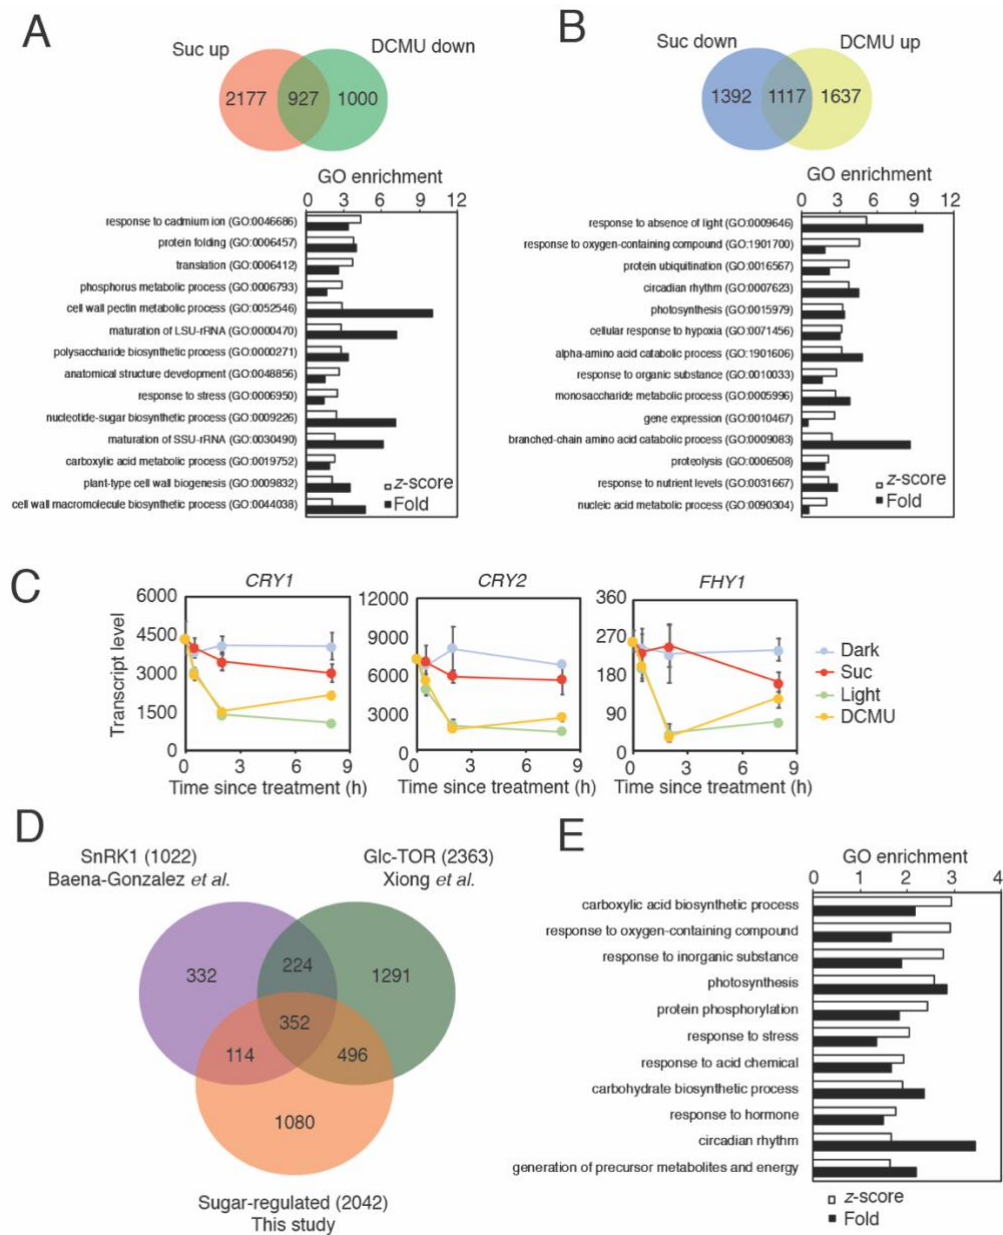 A
Suc up
DCMU down
2177
927
1000
GO enrichment
0 3 6 9 12
response to cadmium ion (GO:0046686)
protein folding (GO:0006457)
translation (GO:0006412)
phosphorus metabolic process (GO:0006793)
cell wall pectin metabolic process (GO:0052546)
maturation of LSU-rRNA (GO:0000470)
polysaccharide biosynthetic process (GO:0000271)
anatomical structure development (GO:0048856)
response to stress (GO:0006950)
nucleotide-sugar biosynthetic process (GO:0009226)
maturation of SSU-rRNA (GO:0030490)
carboxylic acid metabolic process (GO:0019752)
plant-type cell wall biogenesis (GO:0009832)
cell wall macromolecule biosynthetic process (GO:0044038)
z-score
Fold
B
Suc down
DCMU up
1392
1117
1637
GO enrichment
0 3 6 9 12
response to absence of light (GO:0009646)
response to oxygen-containing compound (GO:1901700)
protein ubiquitination (GO:0016567)
circadian rhythm (GO:0007623)
photosynthesis (GO:0015979)
cellular response to hypoxia (GO:0071456)
alpha-amino acid catabolic process (GO:1901606)
response to organic substance (GO:0010033)
monosaccharide metabolic process (GO:0005996)
gene expression (GO:0010467)
branched-chain amino acid catabolic process (GO:0009083)
proteolysis (GO:0006508)
response to nutrient levels (GO:0031667)
nucleic acid metabolic process (GO:0090304)
z-score
Fold
C
CRY1
Transcript level
6000
4500
3000
1500
0
0 3 6 9
Time since treatment (h)
CRY2
12000
9000
6000
3000
0
0 3 6 9
Time since treatment (h)
FHY1
360
270
180
90
0
0 3 6 9
Time since treatment (h)
Dark
Suc
Light
DCMU
D
SnRK1 (1022)
Baena-Gonzalez et al.
Glc-TOR (2363)
Xiong et al.
332
224
1291
352
114
496
1080
Sugar-regulated (2042)
This study
E
GO enrichment
0 1 2 3 4
carboxylic acid biosynthetic process
response to oxygen-containing compound
response to inorganic substance
photosynthesis
protein phosphorylation
response to stress
response to acid chemical
carbohydrate biosynthetic process
response to hormone
circadian rhythm
generation of precursor metabolites and energy
z-score
Fold